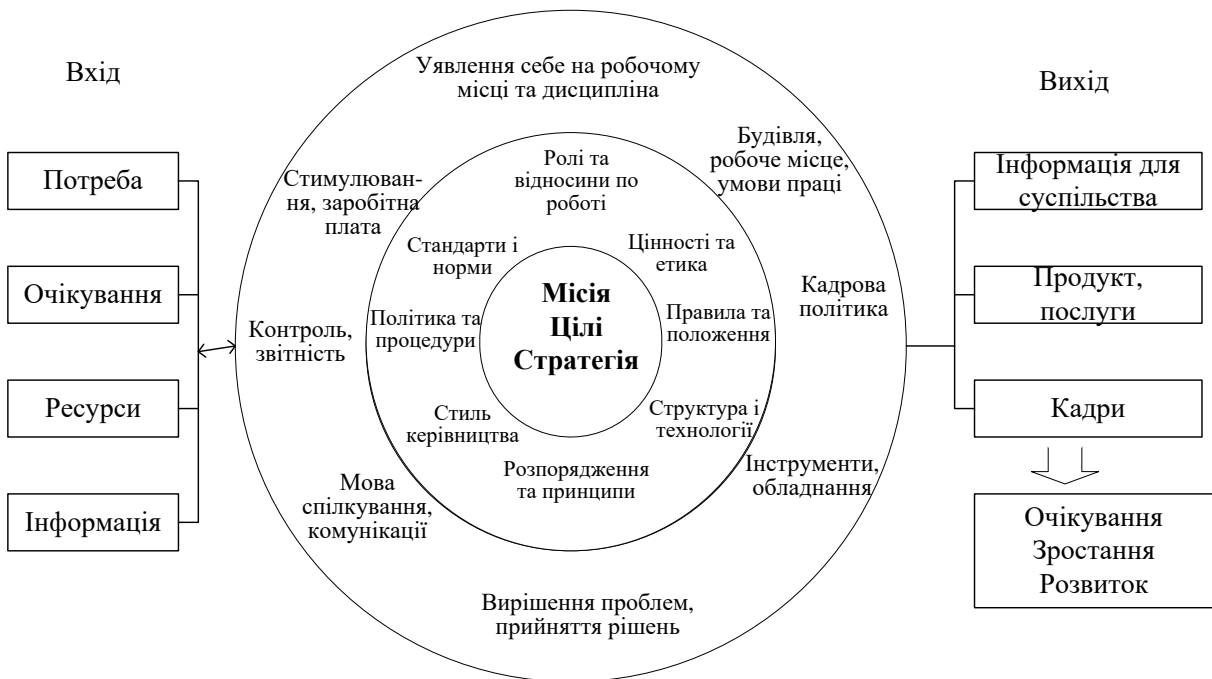 Вхід
Потреба
Очікування
Ресурси
Інформація
Уявлення себе на робочому
місці та дисципліна
Стимулюван-
ня, заробітна
плата
Будівля,
робоче місце,
умови праці
Контроль,
звітність
Кадрова
політика
Мова
спілкування,
комунікації
Інструменти,
обладнання
Вирішення проблем,
прийняття рішень
Ролі та
відносини по
роботі
Стандарти і
норми
Цінності та
етика
Політика та
процедури
Правила та
положення
Стиль
керівництва
Структура і
технології
Розпорядження
та принципи
Місія
Цілі
Стратегія
Вихід
Інформація для
суспільства
Продукт,
послуги
Кадри
Очікування
Зростання
Розвиток